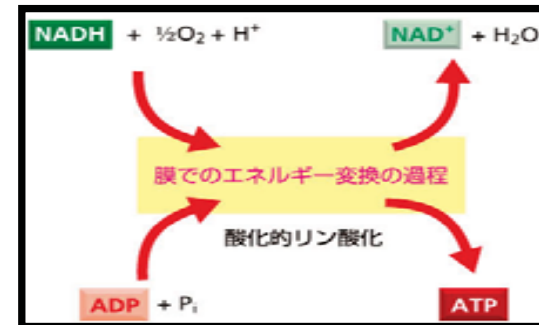 NADH + ½O₂ + H⁺ NAD⁺ + H₂O
膜でのエネルギー変換の過程
酸化的リン酸化
ADP + Pᵢ ATP